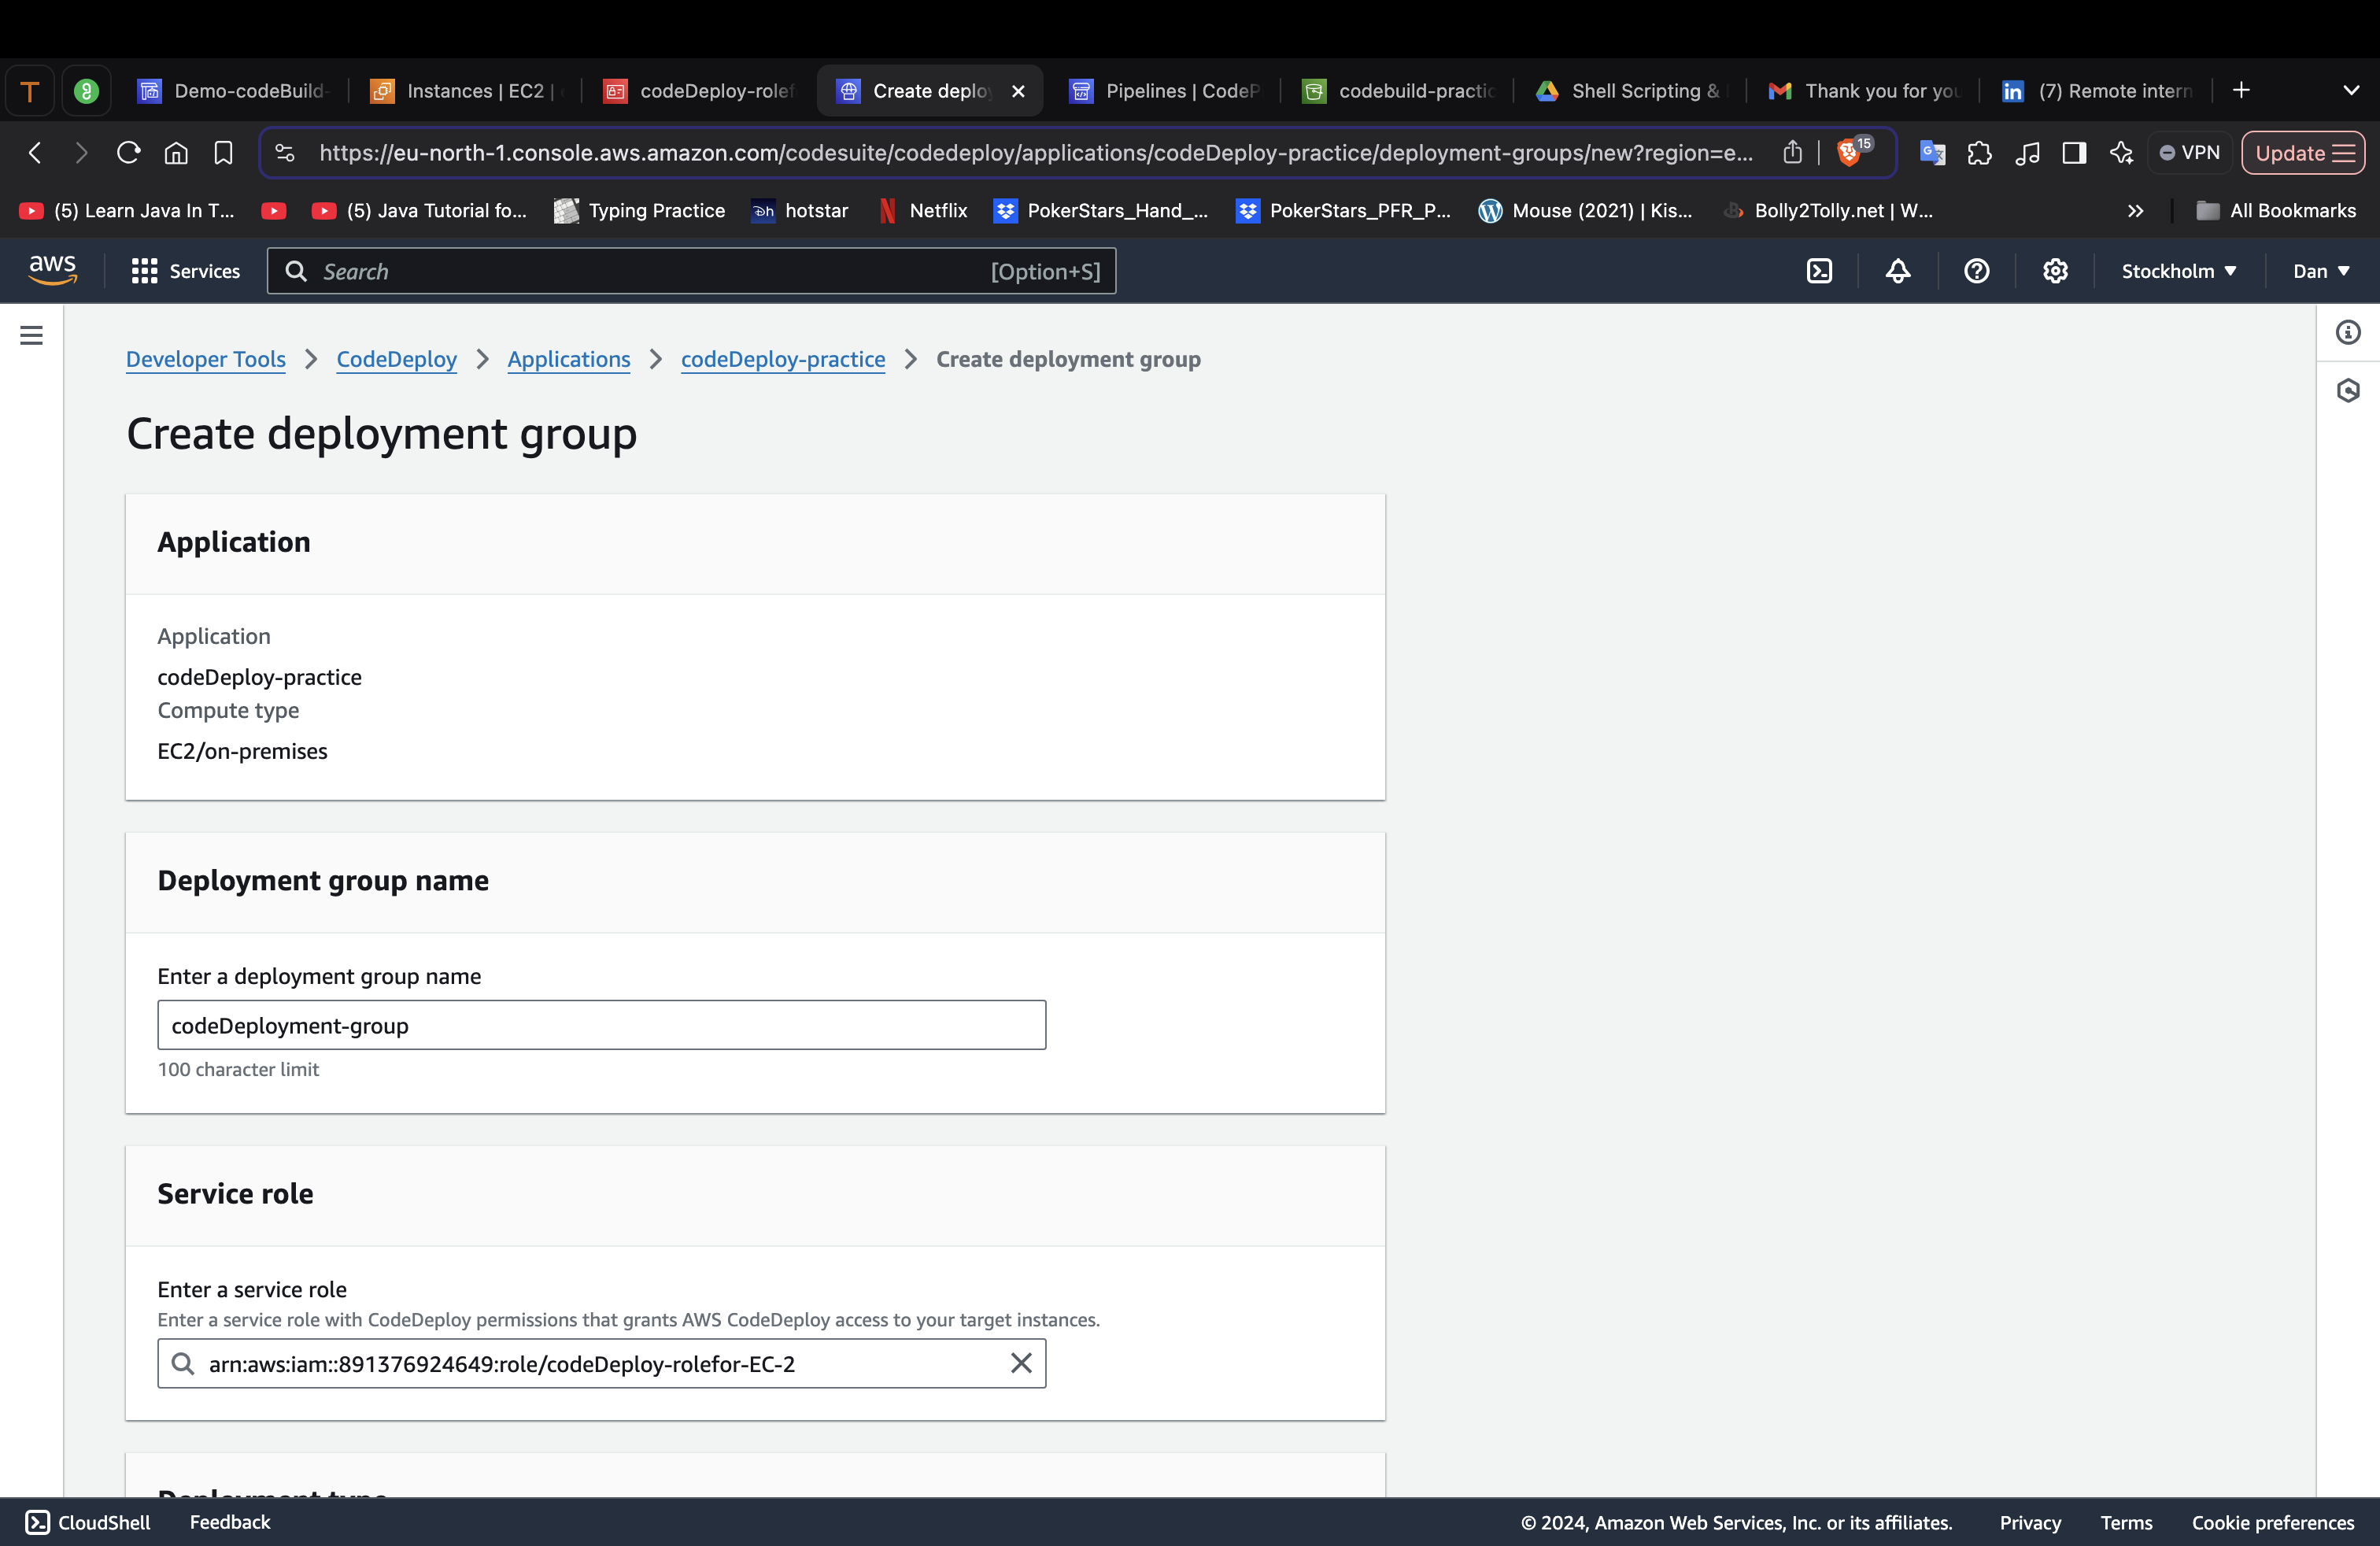 T
Demo-codeBuild-
Instances | EC2 |
codeDeploy-rolef
Create deplo
Pipelines | CodeP
codebuild-practic
Shell Scripting &
Thank you for you
(7) Remote intern
https://eu-north-1.console.aws.amazon.com/codesuite/codedeploy/applications/codeDeploy-practice/deployment-groups/new?region=e...
15
VPN
Update
(5) Learn Java In T...
(5) Java Tutorial fo...
Typing Practice
hotstar
Netflix
PokerStars_Hand_...
PokerStars_PFR_P...
Mouse (2021) | Kis...
Bolly2Tolly.net | W...
All Bookmarks
aws
Services
Search
[Option+S]
Stockholm
Dan
Developer Tools
CodeDeploy
Applications
codeDeploy-practice
Create deployment group
Create deployment group
Application
Application
codeDeploy-practice
Compute type
EC2/on-premises
Deployment group name
Enter a deployment group name
codeDeployment-group
100 character limit
Service role
Enter a service role
Enter a service role with CodeDeploy permissions that grants AWS CodeDeploy access to your target instances.
arn:aws:iam::891376924649:role/codeDeploy-rolefor-EC-2
Deployment type
CloudShell
Feedback
© 2024, Amazon Web Services, Inc. or its affiliates.
Privacy
Terms
Cookie preferences